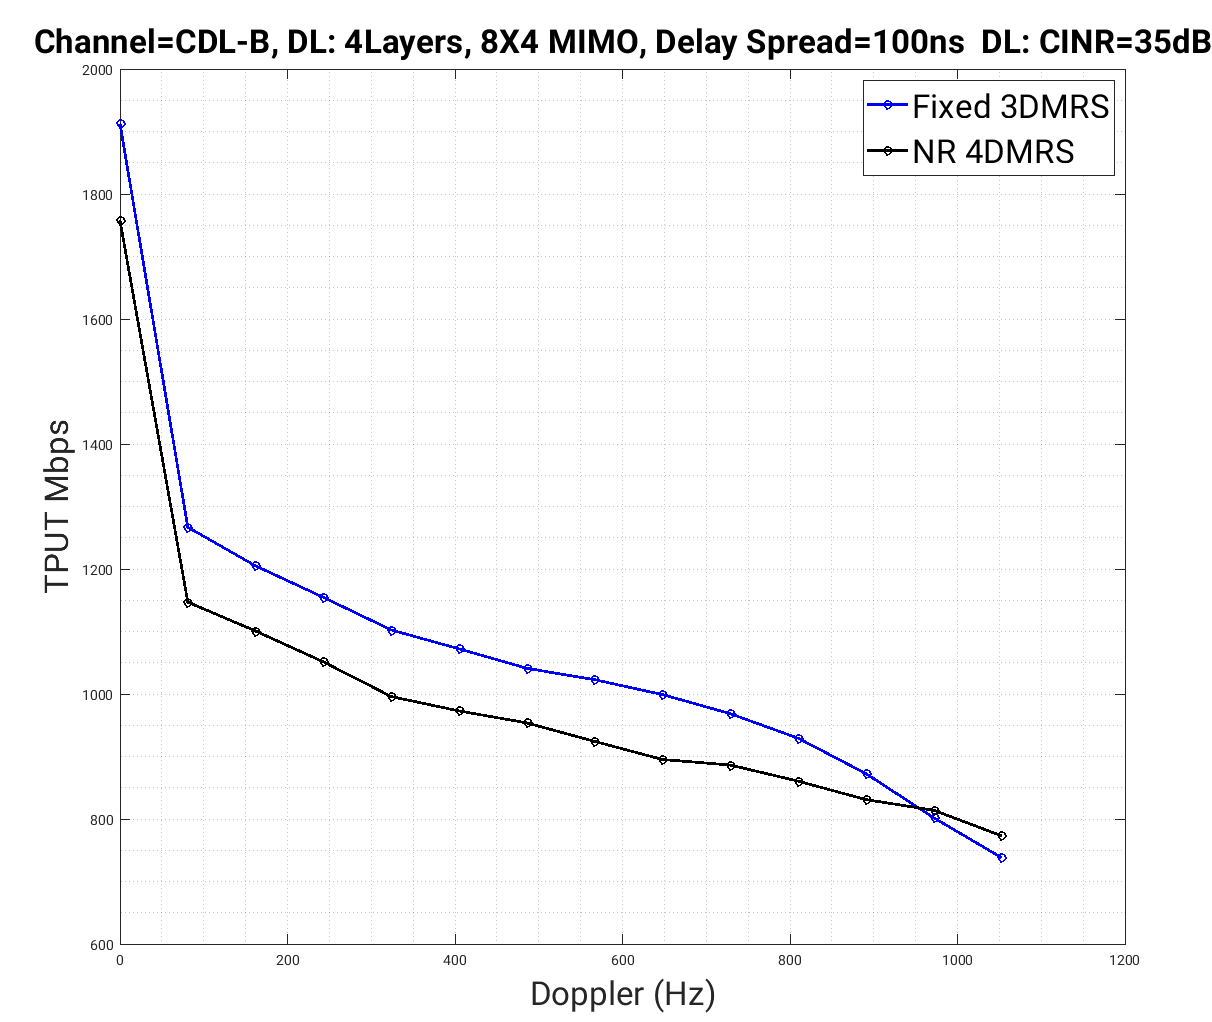 Channel=CDL-B, DL: 4Layers, 8X4 MIMO, Delay Spread=100ns  DL: CINR=35dB
Fixed 3DMRS
NR 4DMRS
TPUT Mbps
2000
1800
1600
1400
1200
1000
800
600
0 200 400 600 800 1000 1200
Doppler (Hz)